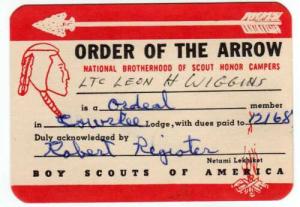 ORDER OF THE ARROW
NATIONAL BROTHERHOOD OF SCOUT HONOR CAMPERS
LTC LEON H WIGGINS
is a Ordeal member
in Cowikee Lodge, with dues paid to 12/68
Duly acknowledged by
Robert Register
Netami Lekhiket
BOY SCOUTS OF AMERICA